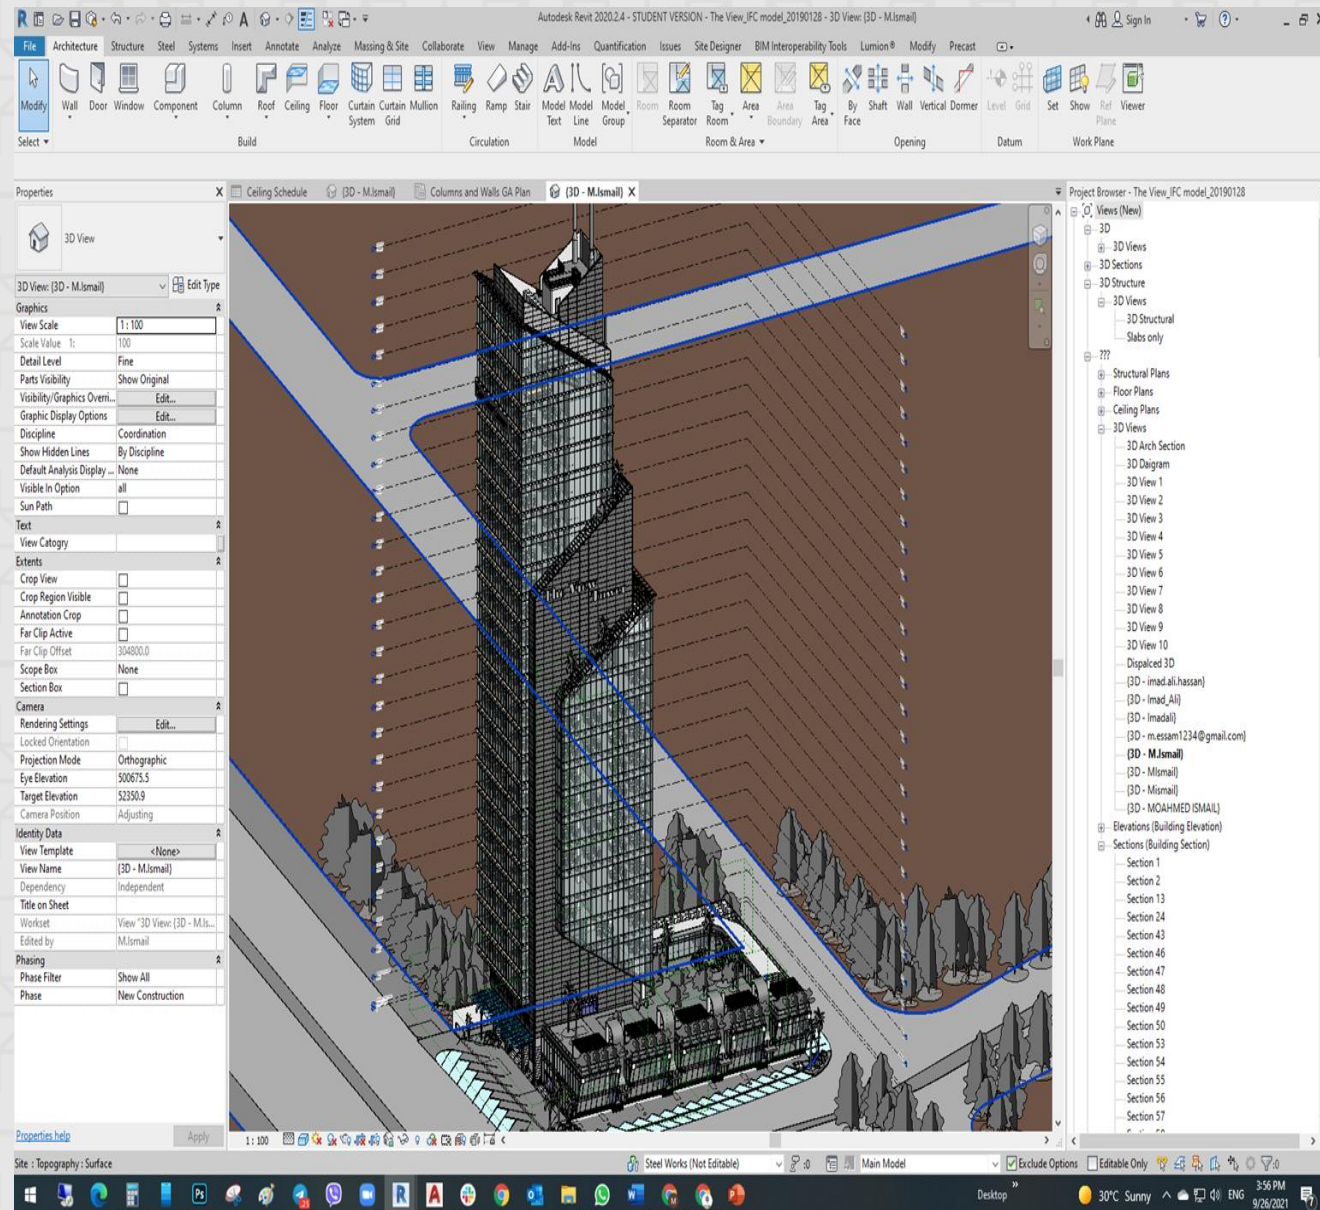 Autodesk Revit 2020.2.4 - STUDENT VERSION - The View_IFC model_20190128 - 3D View: {3D - M.Ismail}
Sign In
File Architecture Structure Steel Systems Insert Annotate Analyze Massing & Site Collaborate View Manage Add-Ins Quantification Issues Site Designer BIM Interoperability Tools Lumion® Modify Precast
Modify Wall Door Window Component Column Roof Ceiling Floor Curtain System Curtain Grid Mullion Railing Ramp Stair Model Text Model Line Model Group Room Room Separator Tag Room Area Area Boundary Tag Area By Face Shaft Wall Vertical Dormer Level Grid Set Show Ref Plane Viewer
Select Build Circulation Model Room & Area Opening Datum Work Plane
Properties X
Ceiling Schedule {3D - M.Ismail} Columns and Walls GA Plan {3D - M.Ismail} X
3D View
3D View: {3D - M.Ismail} Edit Type
Graphics
View Scale 1 : 100
Scale Value 1: 100
Detail Level Fine
Parts Visibility Show Original
Visibility/Graphics Overri... Edit...
Graphic Display Options Edit...
Discipline Coordination
Show Hidden Lines By Discipline
Default Analysis Display ... None
Visible In Option all
Sun Path
Text
View Catogry
Extents
Crop View
Crop Region Visible
Annotation Crop
Far Clip Active
Far Clip Offset 304800.0
Scope Box None
Section Box
Camera
Rendering Settings Edit...
Locked Orientation
Projection Mode Orthographic
Eye Elevation 500675.5
Target Elevation 52350.9
Camera Position Adjusting
Identity Data
View Template <None>
View Name {3D - M.Ismail}
Dependency Independent
Title on Sheet
Workset View "3D View: {3D - M.Is...
Edited by M.Ismail
Phasing
Phase Filter Show All
Phase New Construction
Properties help Apply
1 : 100
Project Browser - The View_IFC model_20190128
Views (New)
3D
3D Views
3D Sections
3D Structure
3D Views
3D Structural
Slabs only
???
Structural Plans
Floor Plans
Ceiling Plans
3D Views
3D Arch Section
3D Daigram
3D View 1
3D View 2
3D View 3
3D View 4
3D View 5
3D View 6
3D View 7
3D View 8
3D View 9
3D View 10
Dispalced 3D
{3D - imad.ali.hassan}
{3D - Imad_Ali}
{3D - Imadali}
{3D - m.essam1234@gmail.com}
{3D - M.Ismail}
{3D - MIsmail}
{3D - Mismail}
{3D - MOAHMED ISMAIL}
Elevations (Building Elevation)
Sections (Building Section)
Section 1
Section 2
Section 13
Section 24
Section 43
Section 46
Section 47
Section 48
Section 49
Section 50
Section 53
Section 54
Section 55
Section 56
Section 57
Site : Topography : Surface
Steel Works (Not Editable) :0 Main Model Exclude Options Editable Only :0
Desktop 30°C Sunny ENG 3:56 PM
9/26/2021